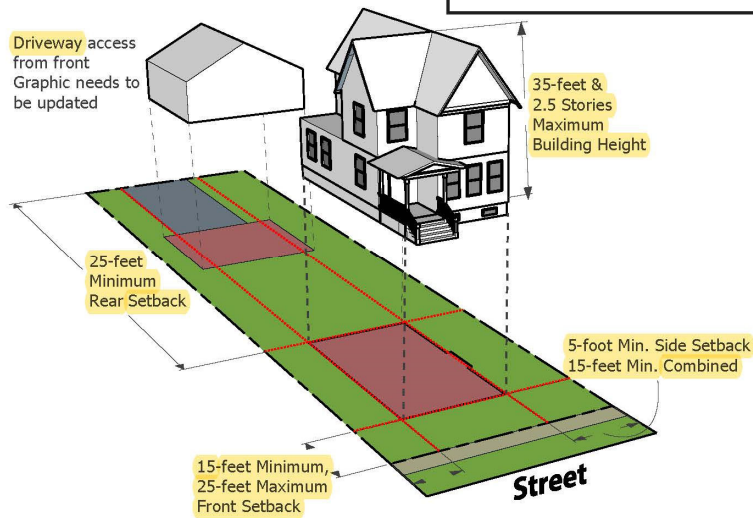 Driveway access
from front
Graphic needs to
be updated
35-feet &
2.5 Stories
Maximum
Building Height
25-feet
Minimum
Rear Setback
5-foot Min. Side Setback
15-feet Min. Combined
15-feet Minimum,
25-feet Maximum
Front Setback
Street